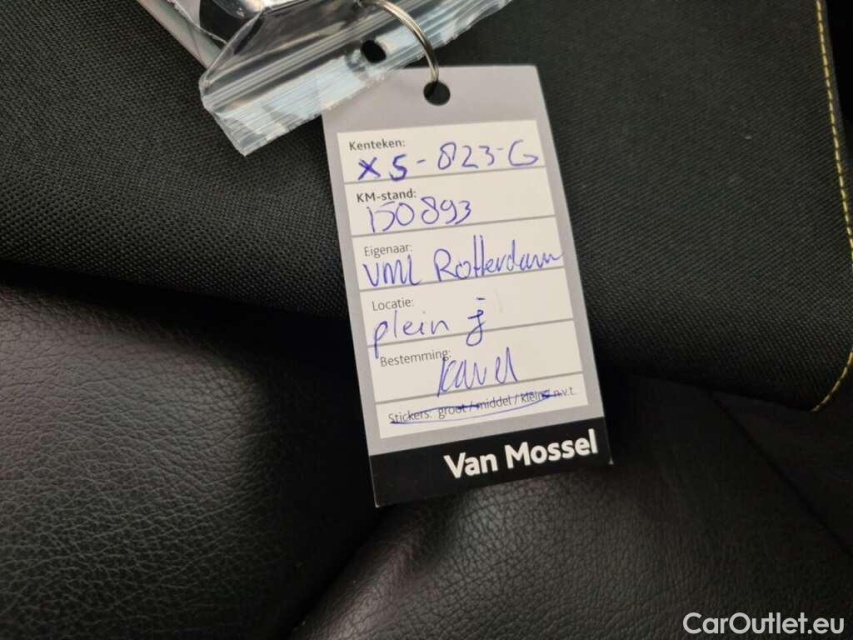 Kenteken:
XS-823-G
KM-stand:
150893
Eigenaar:
VML Rotterdam
Locatie:
plein j
Bestemming:
kavel
Stickers: groot / middel / klein / n.v.t.
Van Mossel
CarOutlet.eu